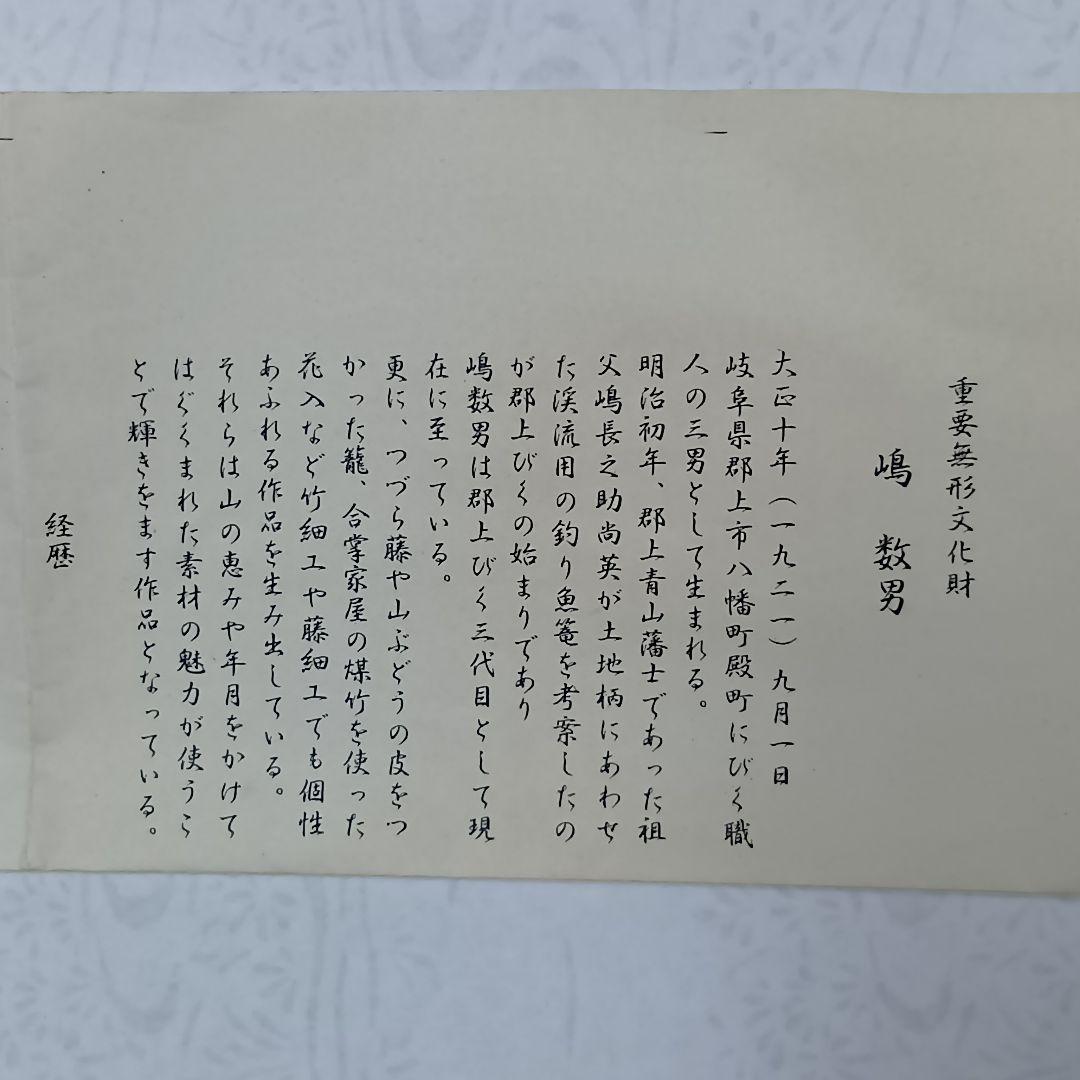 重要無形文化財
嶋 数男
大正十年（一九二一）九月一日
岐阜県郡上市八幡町殿町にびく職
人の三男として生まれる。
明治初年、郡上青山藩士であった祖
父嶋長之助尚英が土地柄にあわせ
た渓流用の釣り魚篭を考案したの
が郡上びくの始まりであり
嶋数男は郡上びく三代目として現
在に至っている。
更に、つづら藤や山ぶどうの皮をつ
かった籠、合掌家屋の煤竹を使った
花入など竹細工や藤細工でも個性
あふれる作品を生み出している。
それらは山の恵みや年月をかけて
はぐくまれた素材の魅力が使うこ
とで輝きをます作品となっている。
経歴